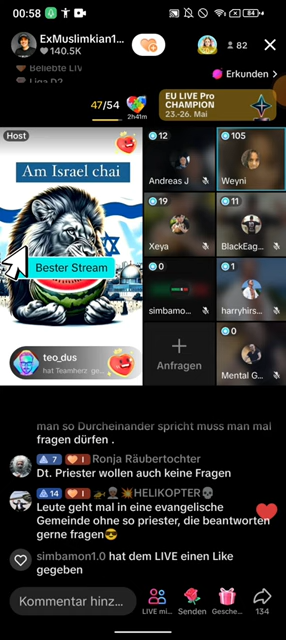 00:58
84
ExMuslimkian1...
140.5K
82
Beliebte LIV
Liga D2
Erkunden >
47/54
2h41m
EU LIVE Pro
CHAMPION
23.-26. Mai
Host
Am Israel chai
Bester Stream
teo_dus
hat Teamherz ge...
12
Andreas J
105
Weyni
19
Xeya
11
BlackEag...
0
simbamo...
1
harryhirs...
Anfragen
0
Mental G...
man so Durcheinander spricht muss man mal
fragen dürfen .
7 I Ronja Räubertochter
Dt. Priester wollen auch keine Fragen
14 I HELIKOPTER
Leute geht mal in eine evangelische
Gemeinde ohne so priester, die beantworten
gerne fragen😎
simbamon1.0 hat dem LIVE einen Like
gegeben
Kommentar hinz...
LIVE mi...
Senden
Gesche...
134